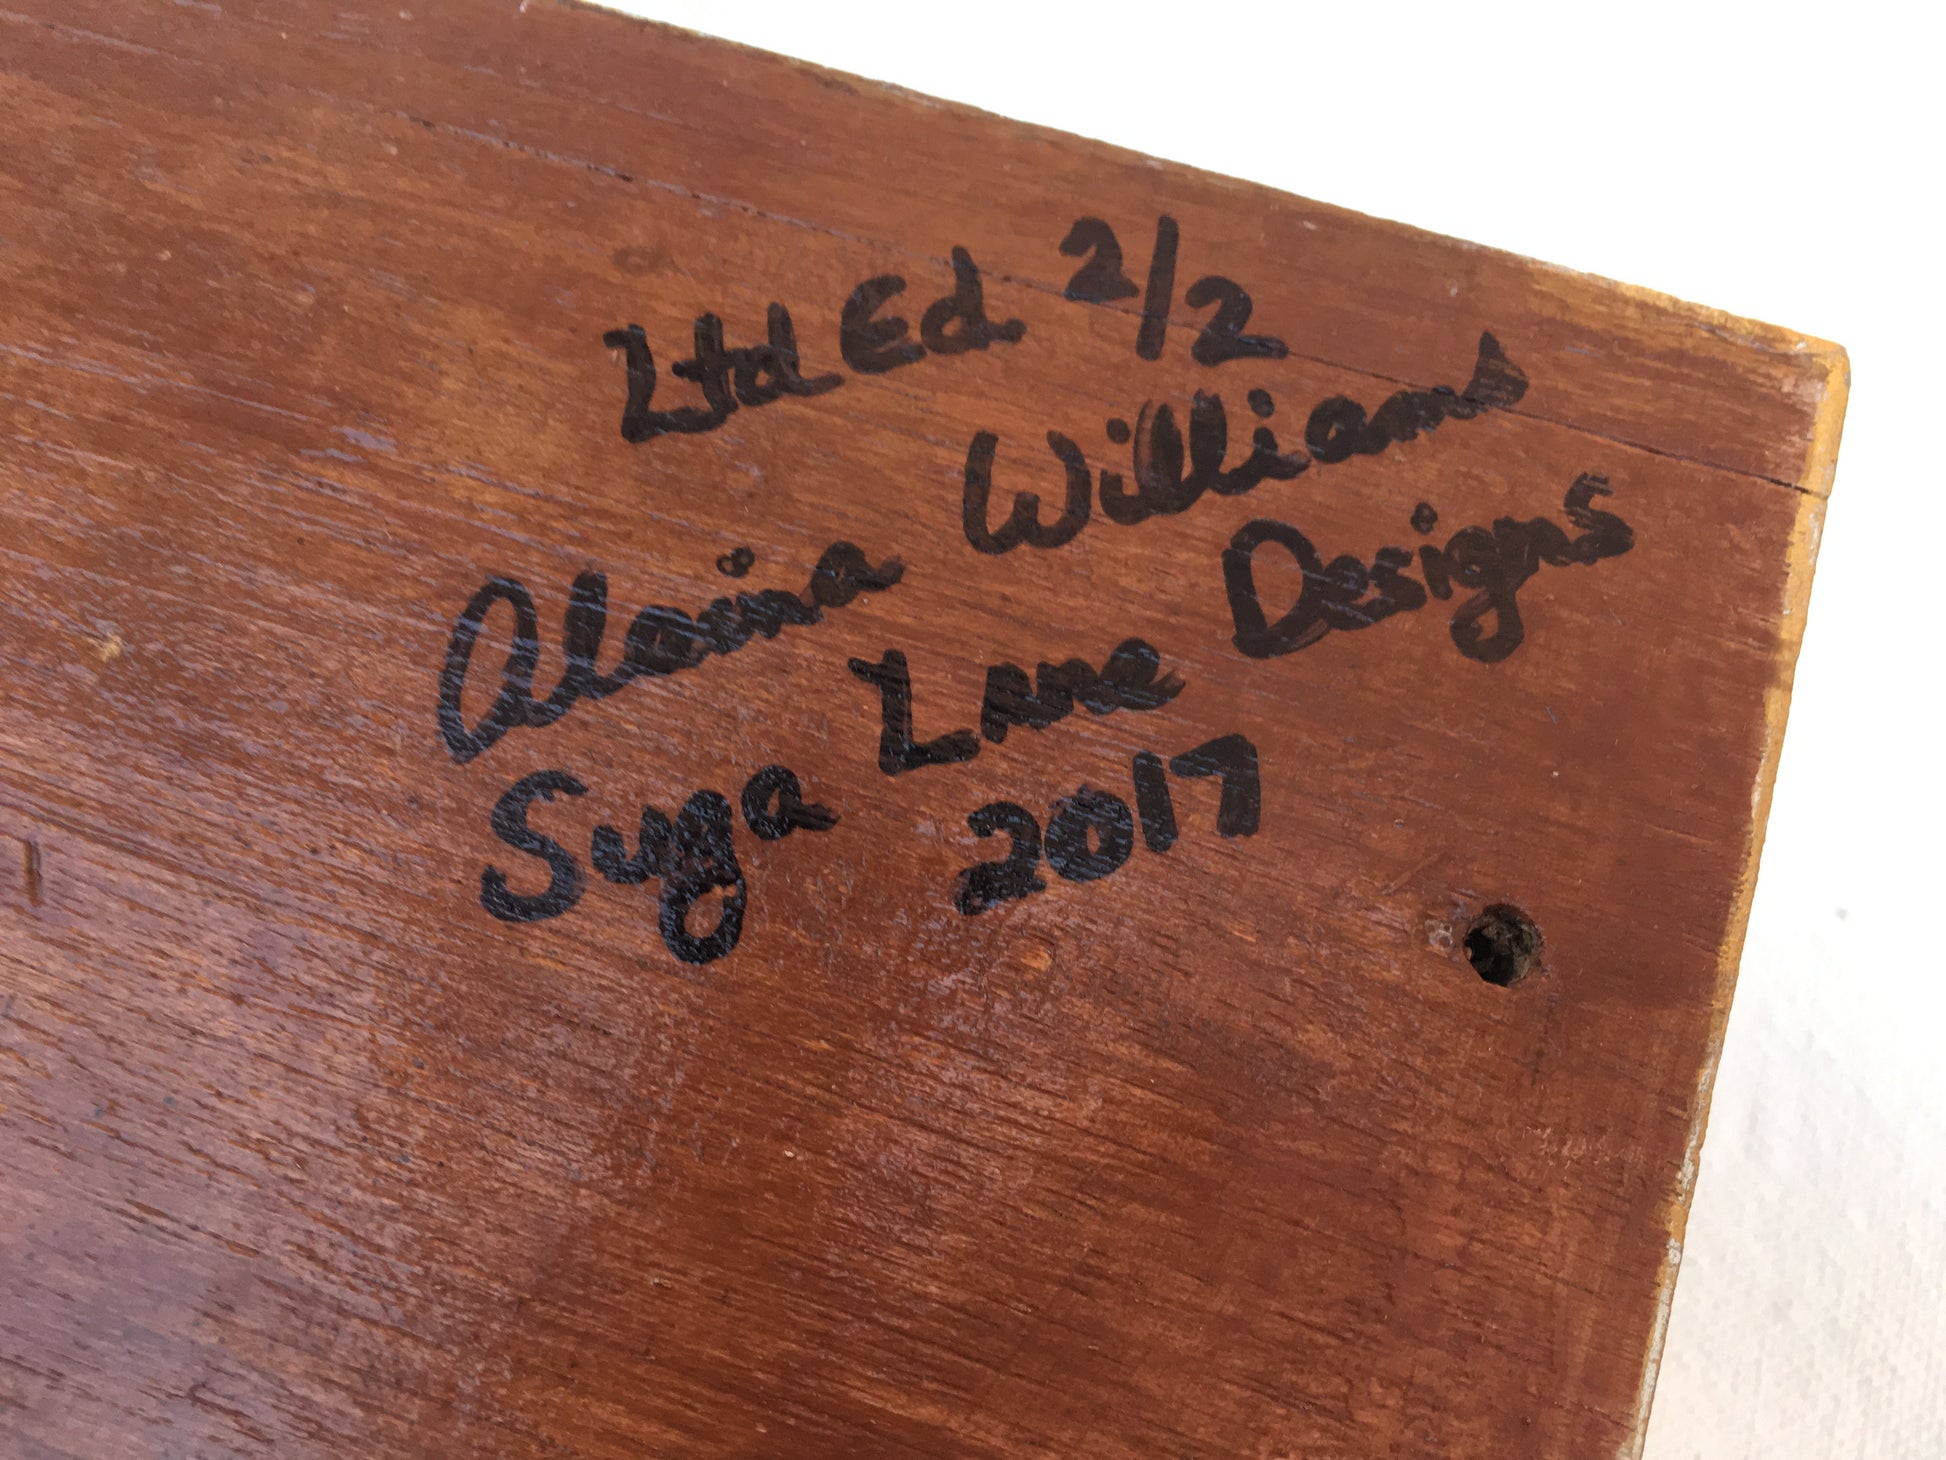 Ltd Ed. 2/2
Alaina Williams
Suga Lane Designs
2017